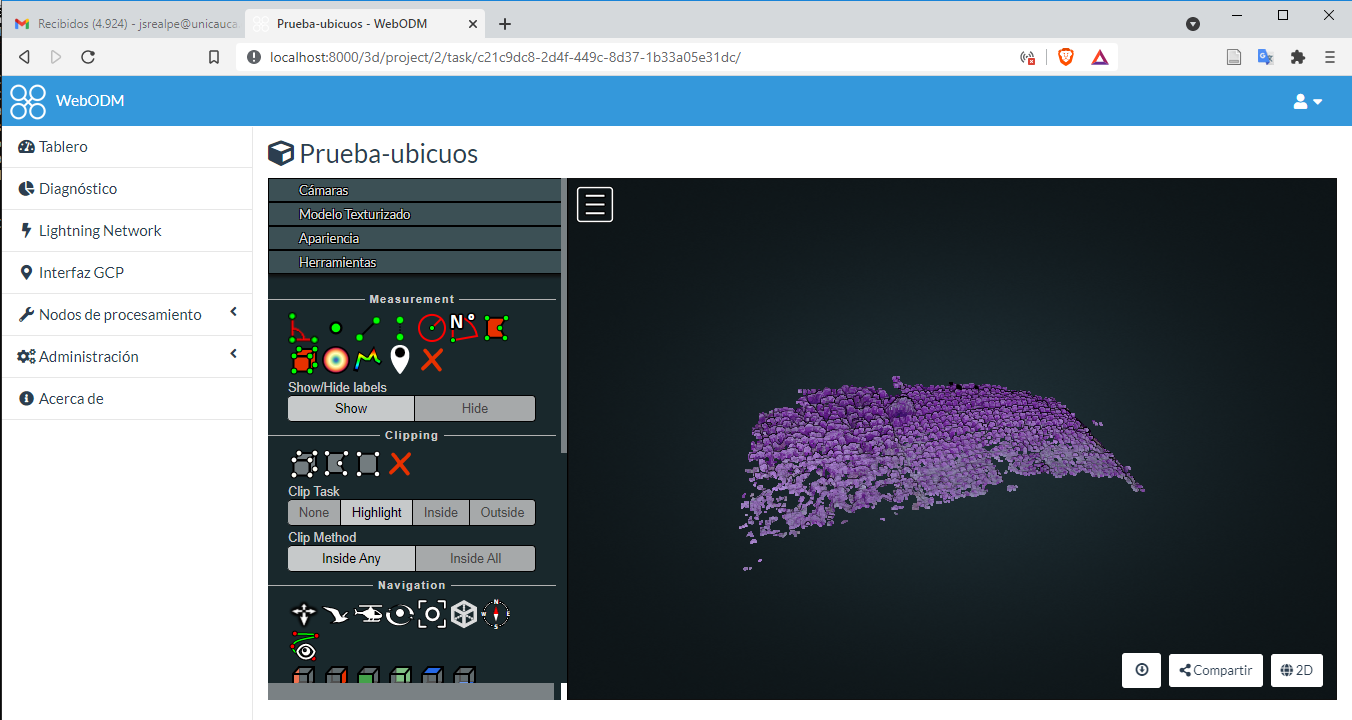 Recibidos (4.924) - jsrealpe@unicauca
Prueba-ubicuos - WebODM
localhost:8000/3d/project/2/task/c21c9dc8-2d4f-449c-8d37-1b33a05e31dc/
WebODM
Tablero
Diagnóstico
Lightning Network
Interfaz GCP
Nodos de procesamiento
Administración
Acerca de
Prueba-ubicuos
Cámaras
Modelo Texturizado
Apariencia
Herramientas
Measurement
N°
Show/Hide labels
Show Hide
Clipping
Clip Task
None Highlight Inside Outside
Clip Method
Inside Any Inside All
Navigation
N
W E
S
Compartir 2D